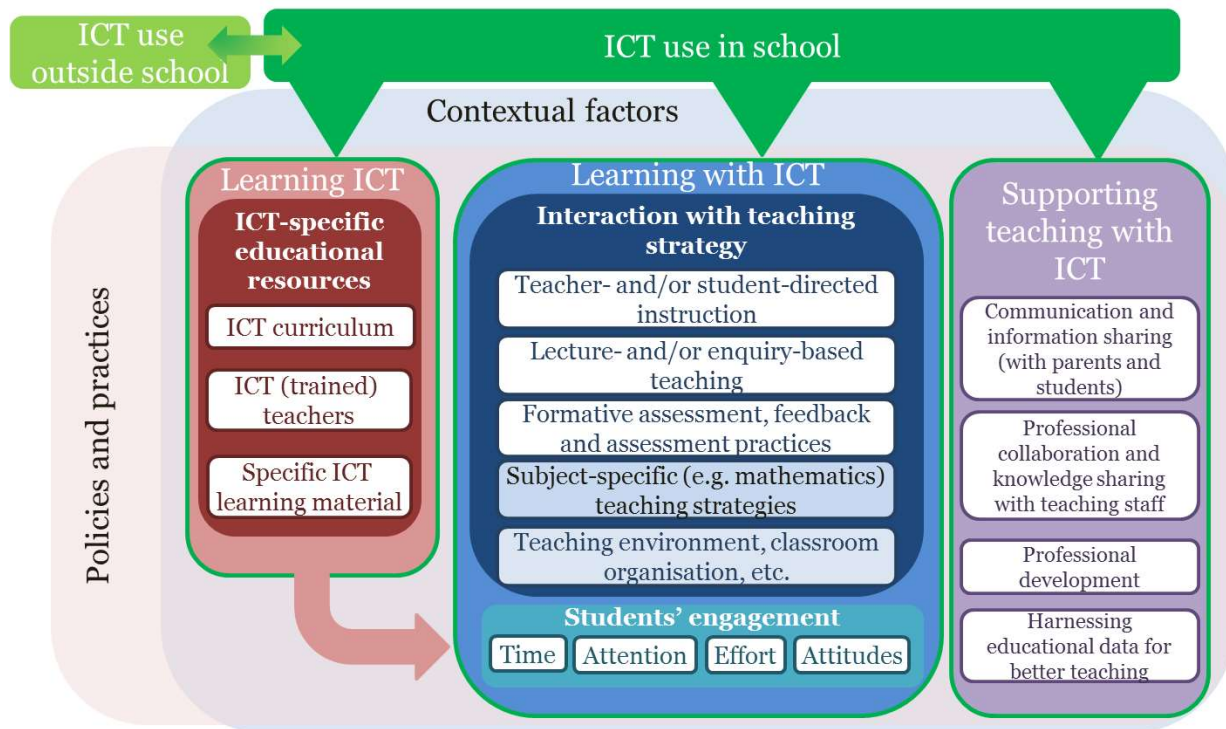 ICT use
outside school
ICT use in school
Contextual factors
Policies and practices
Learning ICT
ICT-specific
educational
resources
ICT curriculum
ICT (trained)
teachers
Specific ICT
learning material
Learning with ICT
Interaction with teaching
strategy
Teacher- and/or student-directed
instruction
Lecture- and/or enquiry-based
teaching
Formative assessment, feedback
and assessment practices
Subject-specific (e.g. mathematics)
teaching strategies
Teaching environment, classroom
organisation, etc.
Students’ engagement
Time
Attention
Effort
Attitudes
Supporting
teaching with
ICT
Communication and
information sharing
(with parents and
students)
Professional
collaboration and
knowledge sharing
with teaching staff
Professional
development
Harnessing
educational data for
better teaching